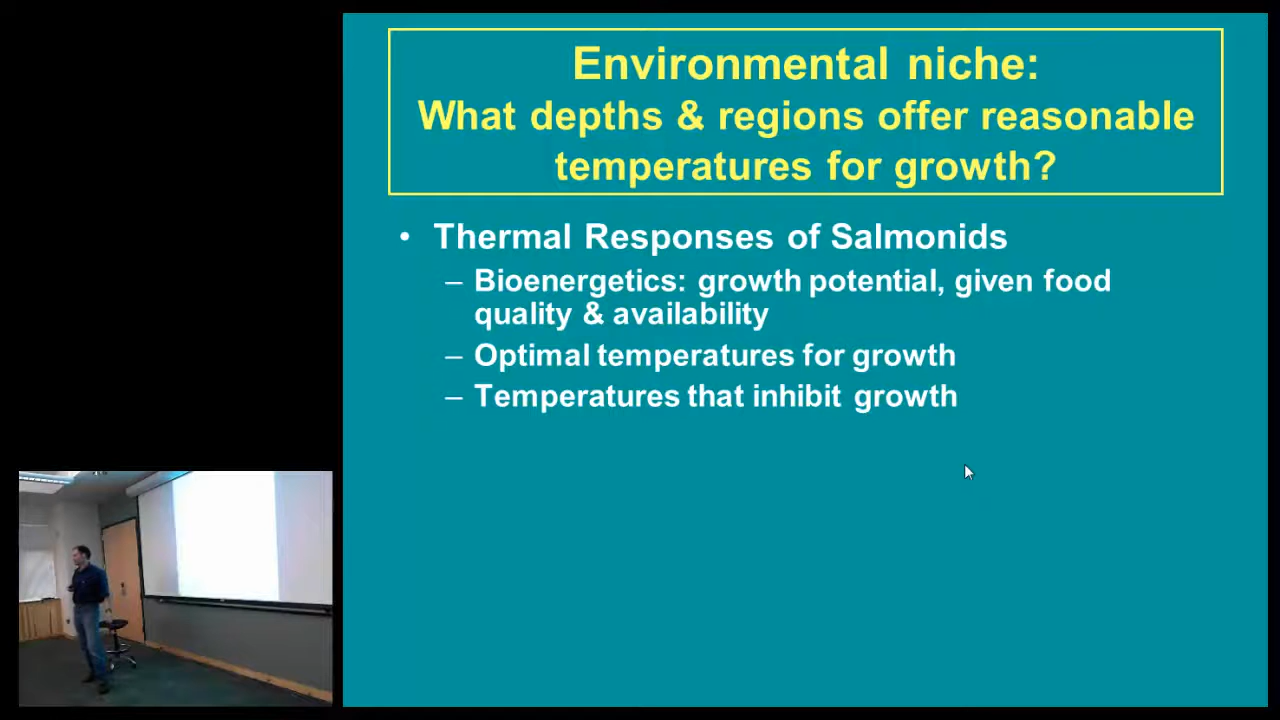 Environmental niche:
What depths & regions offer reasonable
temperatures for growth?
• Thermal Responses of Salmonids
– Bioenergetics: growth potential, given food
quality & availability
– Optimal temperatures for growth
– Temperatures that inhibit growth